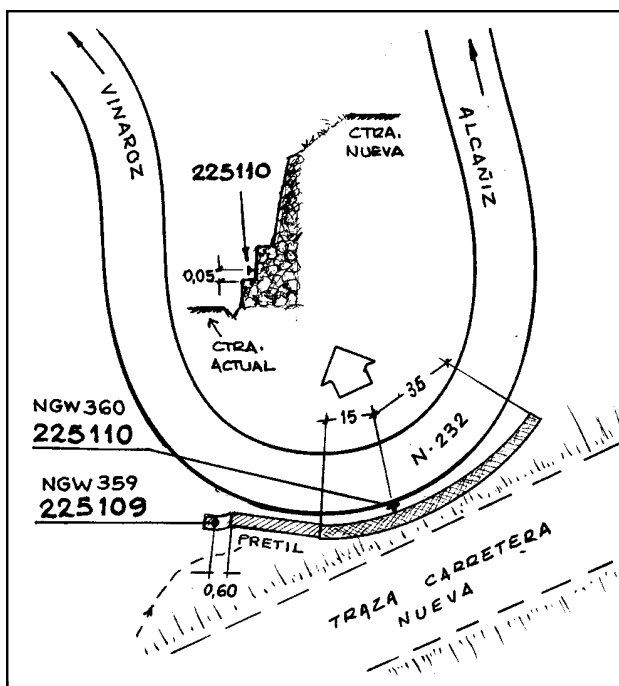 VINAROZ
ALCAÑIZ
CTRA.
NUEVA
225110
0,05
CTRA.
ACTUAL
NGW 360
225110
15
35
N-232
NGW 359
225109
PRETIL
0,60
TRAZA CARRETERA
NUEVA